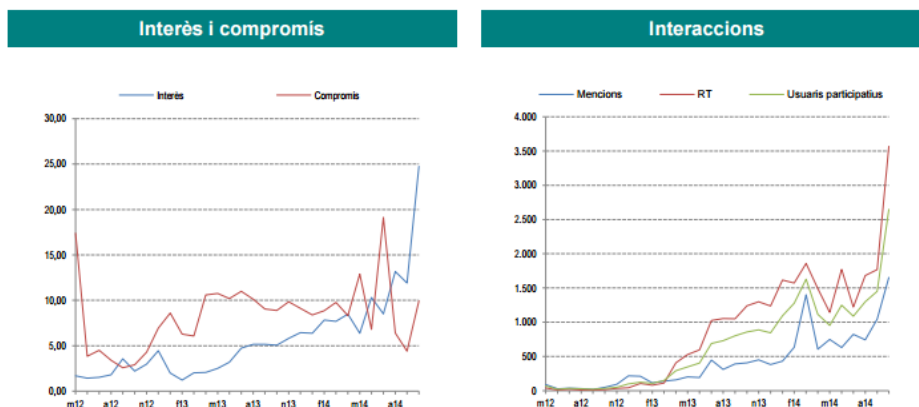 Interès i compromís
Interaccions
Interès
Compromís
Mencions
RT
Usuaris participatius
30,00
25,00
20,00
15,00
10,00
5,00
0,00
m12
a12
n12
f13
m13
a13
n13
f14
m14
a14
4.000
3.500
3.000
2.500
2.000
1.500
1.000
500
0
m12
a12
n12
f13
m13
a13
n13
f14
m14
a14